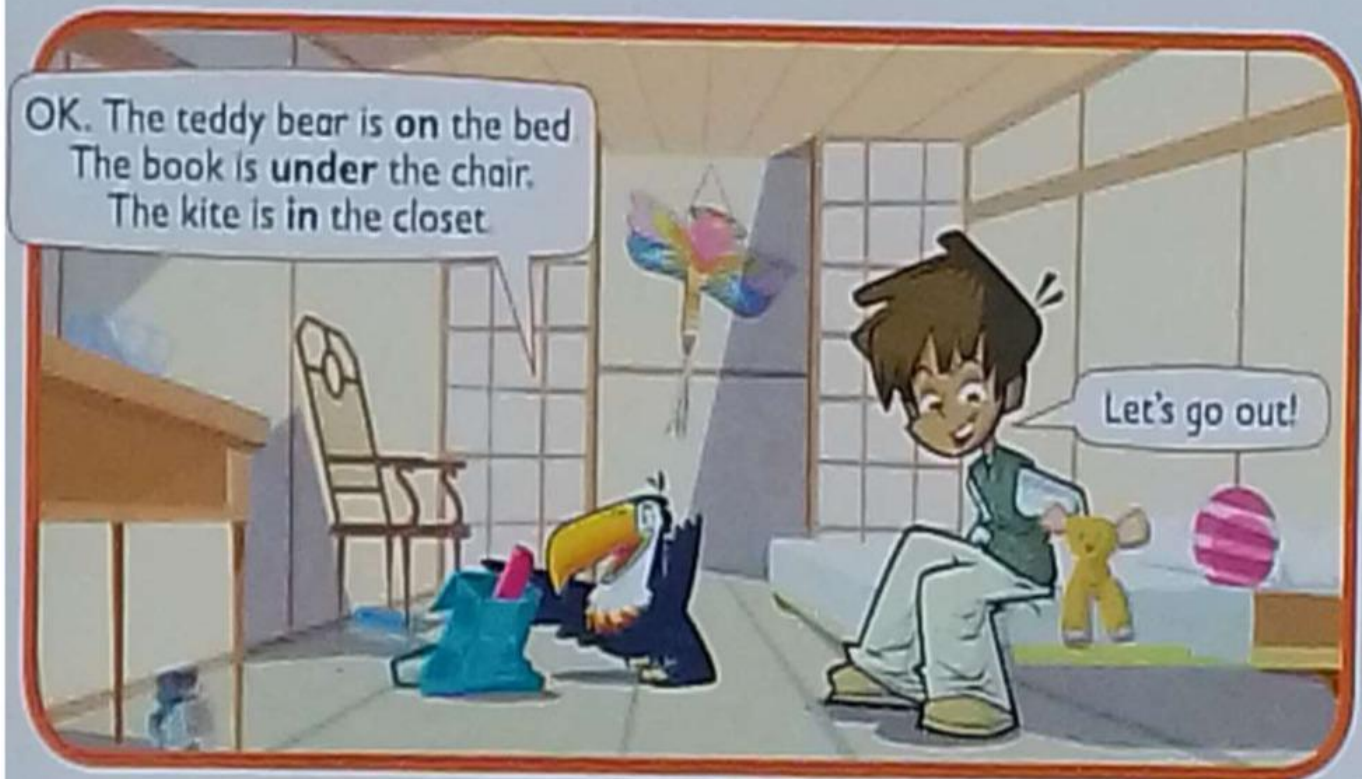 OK. The teddy bear is on the bed.
The book is under the chair.
The kite is in the closet.
Let's go out!